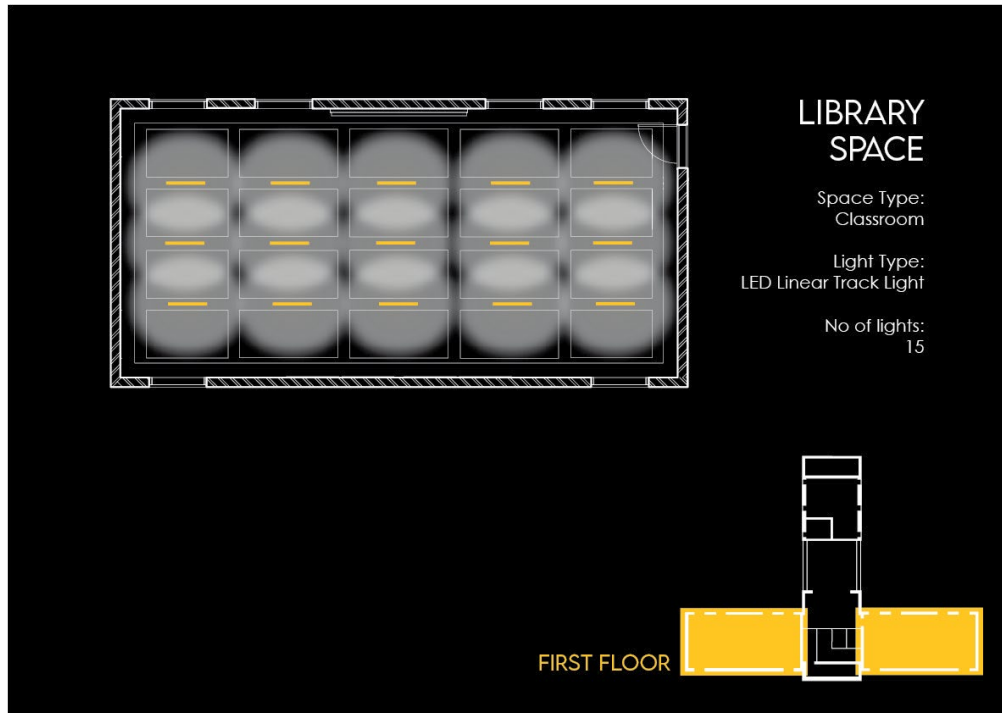 LIBRARY
SPACE
Space Type:
Classroom
Light Type:
LED Linear Track Light
No of lights:
15
FIRST FLOOR